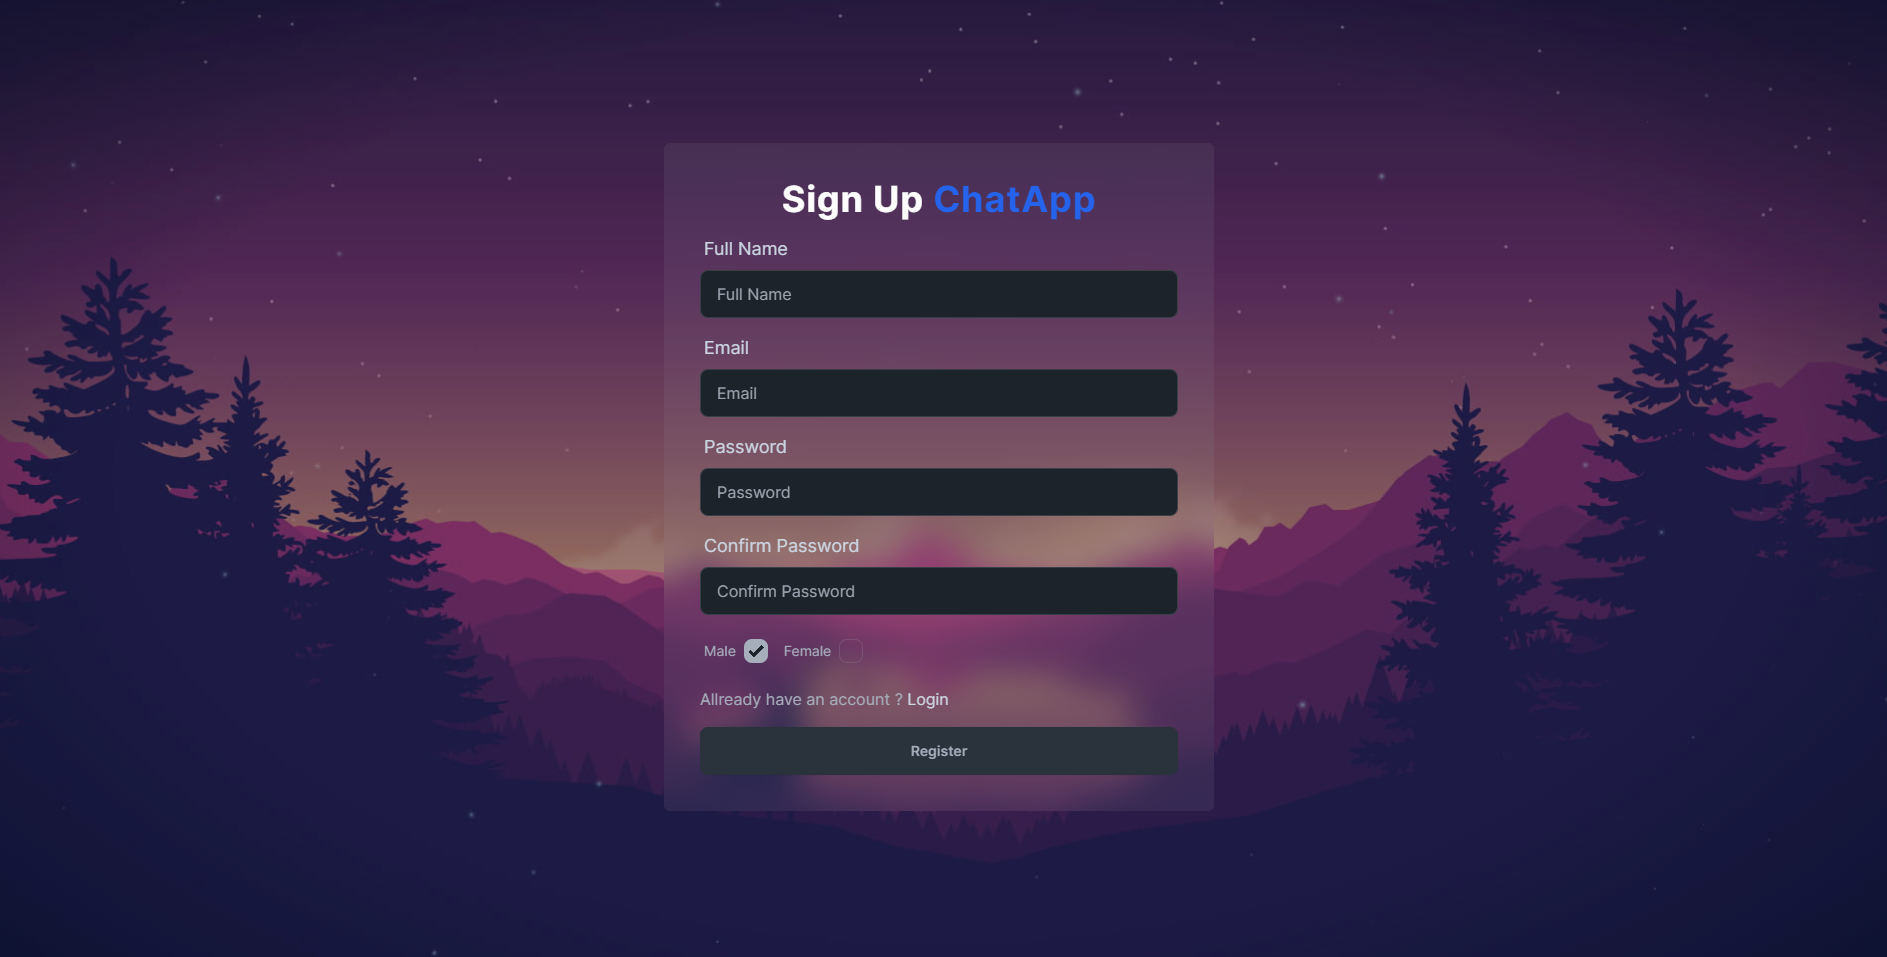 Sign Up ChatApp
Full Name
Full Name
Email
Email
Password
Password
Confirm Password
Confirm Password
Male Female
Allready have an account ? Login
Register